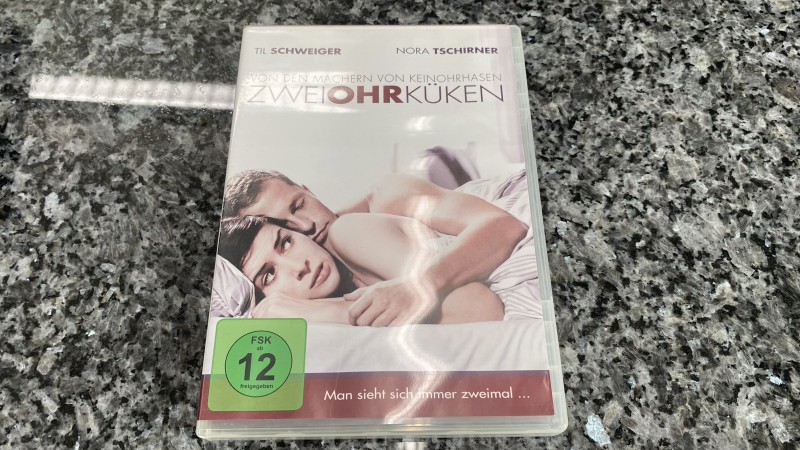 TIL SCHWEIGER NORA TSCHIRNER
VON DEN MACHERN VON KEINOHRHASEN
ZWEIOHRKÜKEN
FSK
ab
12
freigegeben
Man sieht sich immer zweimal ...